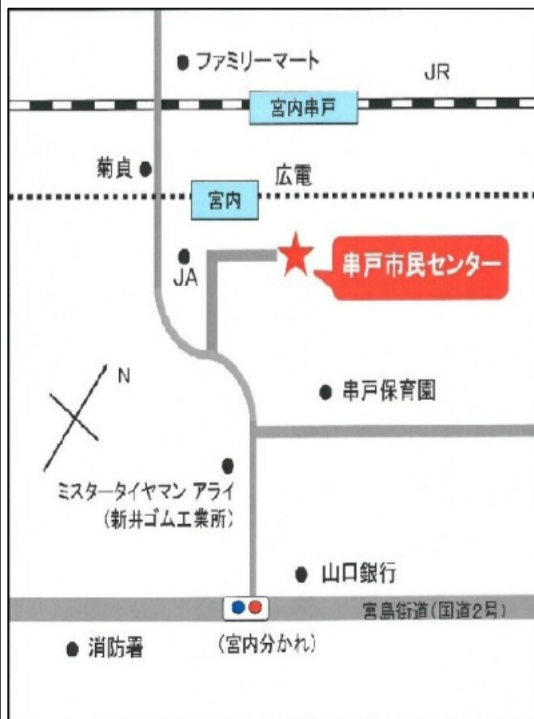 ファミリーマート
JR
宮内串戸
菊貞
広電
宮内
JA
串戸市民センター
N
串戸保育園
ミスタータイヤマン アライ
(新井ゴム工業所)
山口銀行
宮島街道(国道2号)
消防署
(宮内分かれ)